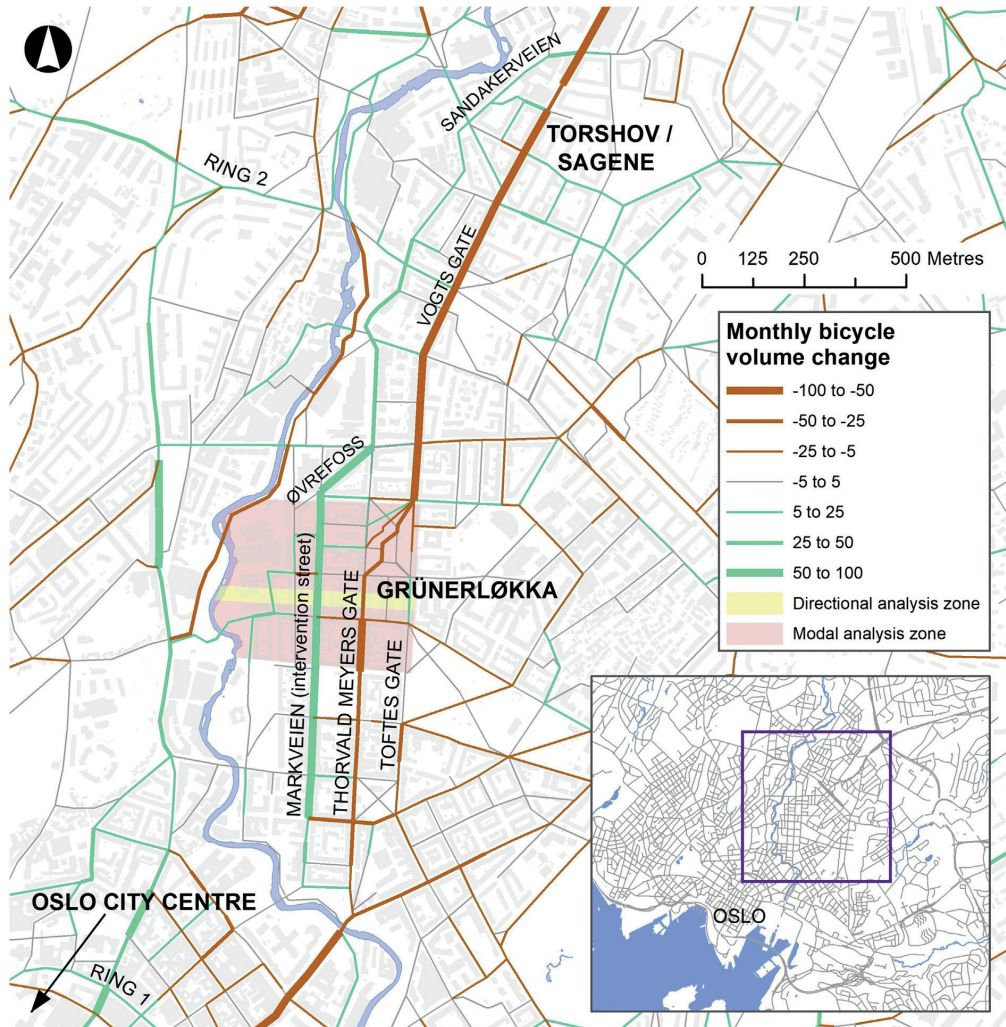 SANDAKERVEIEN
TORSHOV /
SAGENE
RING 2
VOGTS GATE
0 125 250 500 Metres
Monthly bicycle
volume change
-100 to -50
-50 to -25
-25 to -5
-5 to 5
5 to 25
25 to 50
50 to 100
Directional analysis zone
Modal analysis zone
ØVREFOSS
GRÜNERLØKKA
MARKVEIEN (intervention street)
THORVALD MEYERS GATE
TOFTES GATE
OSLO CITY CENTRE
RING 1
OSLO